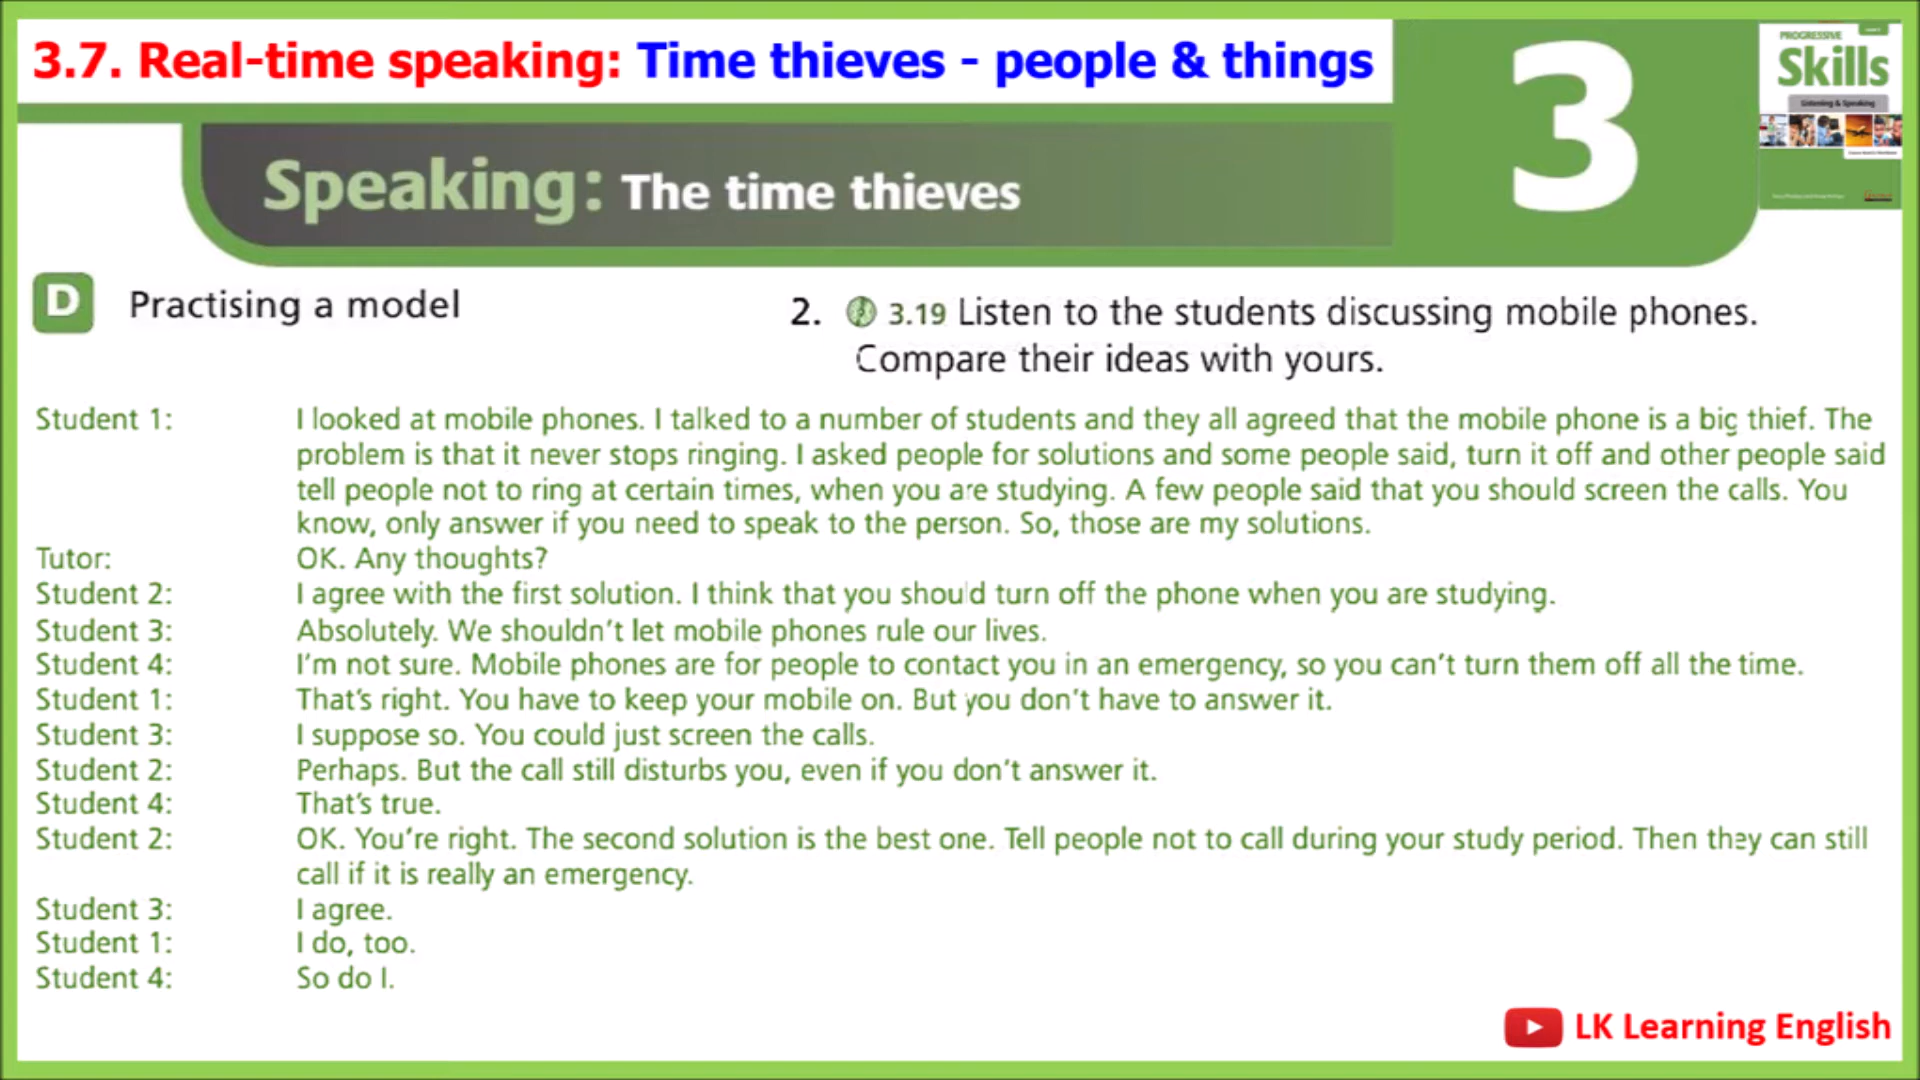 3.7. Real-time speaking: Time thieves - people & things
3
PROGRESSIVE
Skills
Listening & Speaking
Speaking: The time thieves
D Practising a model
2. 3.19 Listen to the students discussing mobile phones.
Compare their ideas with yours.
Student 1: I looked at mobile phones. I talked to a number of students and they all agreed that the mobile phone is a big thief. The
problem is that it never stops ringing. I asked people for solutions and some people said, turn it off and other people said
tell people not to ring at certain times, when you are studying. A few people said that you should screen the calls. You
know, only answer if you need to speak to the person. So, those are my solutions.
Tutor: OK. Any thoughts?
Student 2: I agree with the first solution. I think that you should turn off the phone when you are studying.
Student 3: Absolutely. We shouldn't let mobile phones rule our lives.
Student 4: I'm not sure. Mobile phones are for people to contact you in an emergency, so you can't turn them off all the time.
Student 1: That's right. You have to keep your mobile on. But you don't have to answer it.
Student 3: I suppose so. You could just screen the calls.
Student 2: Perhaps. But the call still disturbs you, even if you don't answer it.
Student 4: That's true.
Student 2: OK. You're right. The second solution is the best one. Tell people not to call during your study period. Then they can still
call if it is really an emergency.
Student 3: I agree.
Student 1: I do, too.
Student 4: So do I.
LK Learning English